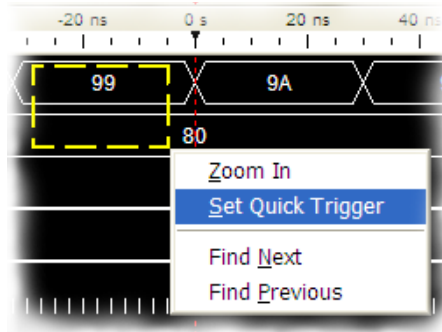 -20 ns 0 s 20 ns 40 ns
99 9A
80
Zoom In
Set Quick Trigger
Find Next
Find Previous